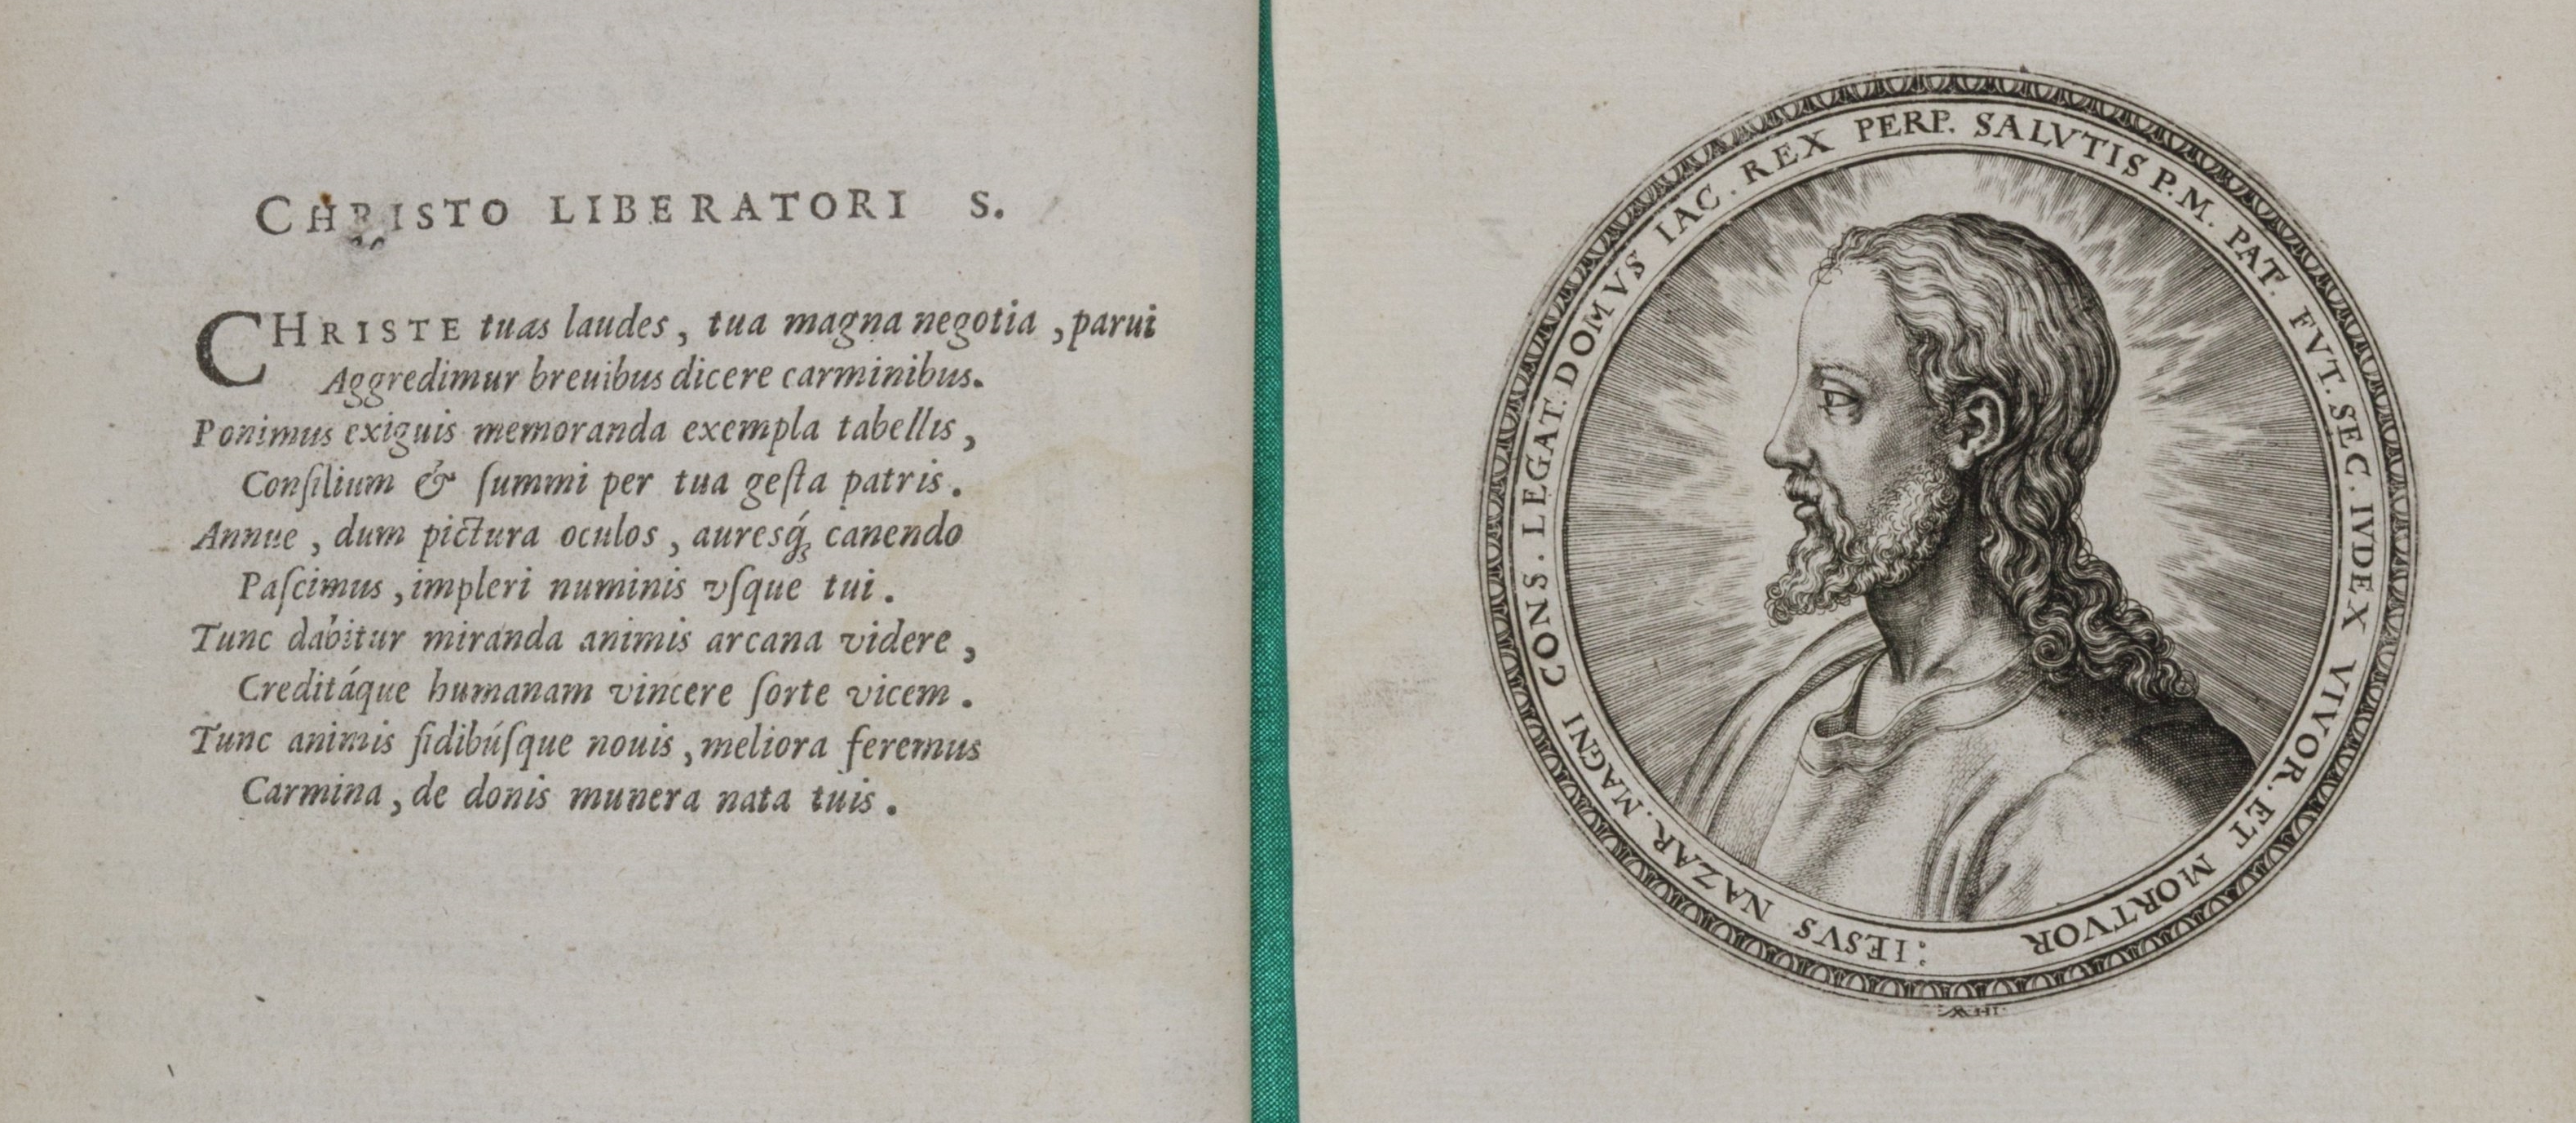 CHRISTO LIBERATORI S.
CHRISTE tuas laudes, tua magna negotia, parui
Aggredimur breuibus dicere carminibus.
Ponimus exiguis memoranda exempla tabellis,
Conſilium & ſummi per tua geſta patris.
Annue, dum pictura oculos, auresq́; canendo
Paſcimus, impleri numinis vſque tui.
Tunc dabitur miranda animis arcana videre,
Creditáque humanam vincere ſorte vicem.
Tunc animis fidibúſque nouis, meliora feremus
Carmina, de donis munera nata tuis.
:IESVS NAZAR. MAGNI CONS. LEGAT. DOMVS IAC. REX PERP. SALVTIS P. M. PAT. FVT. SEC. IVDEX VIVOR. ET MORTVOR